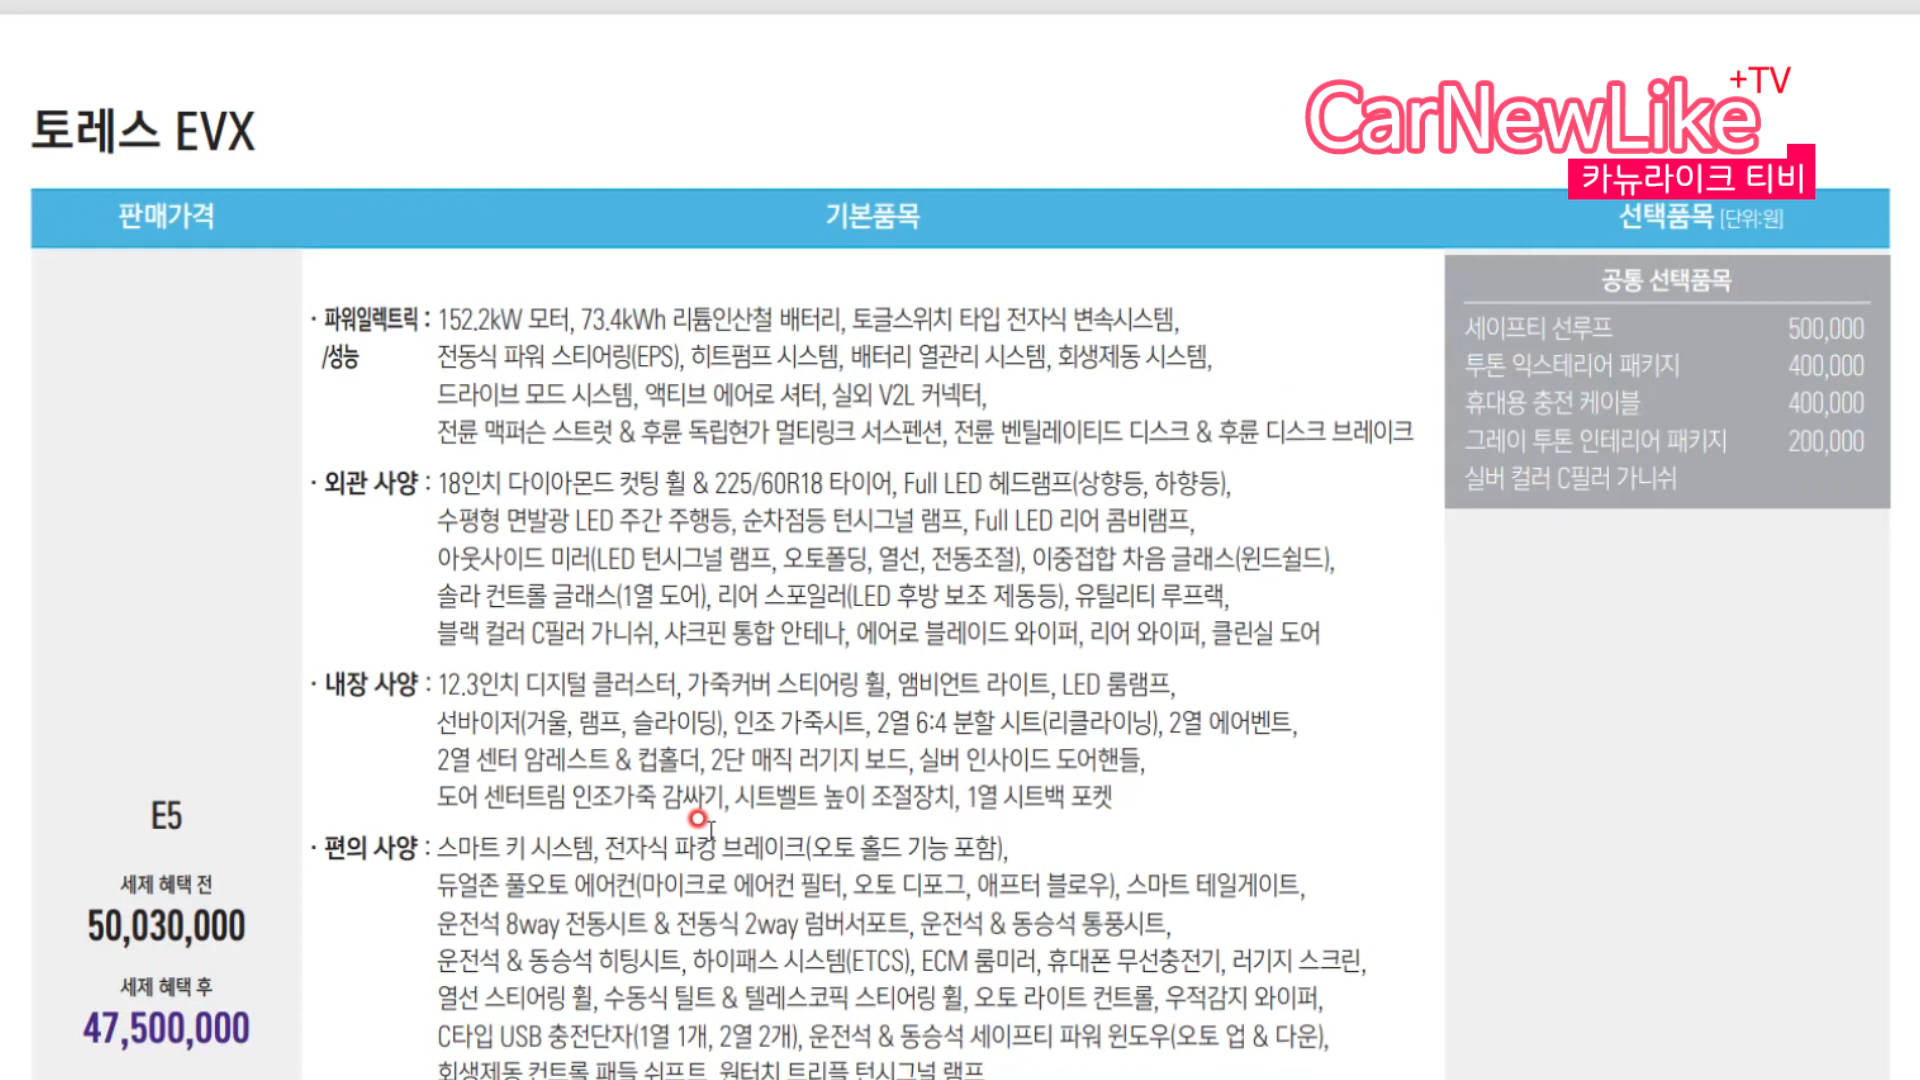 +TV
CarNewLike
카뉴라이크 티비
토레스 EVX
판매가격
기본품목
선택품목 [단위:원]
· 파워일렉트릭 : 152.2kW 모터, 73.4kWh 리튬인산철 배터리, 토글스위치 타입 전자식 변속시스템,
/성능 전동식 파워 스티어링(EPS), 히트펌프 시스템, 배터리 열관리 시스템, 회생제동 시스템,
드라이브 모드 시스템, 액티브 에어로 셔터, 실외 V2L 커넥터,
전륜 맥퍼슨 스트럿 & 후륜 독립현가 멀티링크 서스펜션, 전륜 벤틸레이티드 디스크 & 후륜 디스크 브레이크
· 외관 사양 : 18인치 다이아몬드 컷팅 휠 & 225/60R18 타이어, Full LED 헤드램프(상향등, 하향등),
수평형 면발광 LED 주간 주행등, 순차점등 턴시그널 램프, Full LED 리어 콤비램프,
아웃사이드 미러(LED 턴시그널 램프, 오토폴딩, 열선, 전동조절), 이중접합 차음 글래스(윈드쉴드),
솔라 컨트롤 글래스(1열 도어), 리어 스포일러(LED 후방 보조 제동등), 유틸리티 루프랙,
블랙 컬러 C필러 가니쉬, 샤크핀 통합 안테나, 에어로 블레이드 와이퍼, 리어 와이퍼, 클린실 도어
· 내장 사양 : 12.3인치 디지털 클러스터, 가죽커버 스티어링 휠, 앰비언트 라이트, LED 룸램프,
선바이저(거울, 램프, 슬라이딩), 인조 가죽시트, 2열 6:4 분할 시트(리클라이닝), 2열 에어벤트,
2열 센터 암레스트 & 컵홀더, 2단 매직 러기지 보드, 실버 인사이드 도어핸들,
도어 센터트림 인조가죽 감싸기, 시트벨트 높이 조절장치, 1열 시트백 포켓
· 편의 사양 : 스마트 키 시스템, 전자식 파킹 브레이크(오토 홀드 기능 포함),
듀얼존 풀오토 에어컨(마이크로 에어컨 필터, 오토 디포그, 애프터 블로우), 스마트 테일게이트,
운전석 8way 전동시트 & 전동식 2way 럼버서포트, 운전석 & 동승석 통풍시트,
운전석 & 동승석 히팅시트, 하이패스 시스템(ETCS), ECM 룸미러, 휴대폰 무선충전기, 러기지 스크린,
열선 스티어링 휠, 수동식 틸트 & 텔레스코픽 스티어링 휠, 오토 라이트 컨트롤, 우적감지 와이퍼,
C타입 USB 충전단자(1열 1개, 2열 2개), 운전석 & 동승석 세이프티 파워 윈도우(오토 업 & 다운),
회생제동 컨트롤 패들 쉬프트, 원터치 트리플 턴시그널 램프
E5
세제 혜택 전
50,030,000
세제 혜택 후
47,500,000
공통 선택품목
세이프티 선루프 500,000
투톤 익스테리어 패키지 400,000
휴대용 충전 케이블 400,000
그레이 투톤 인테리어 패키지 200,000
실버 컬러 C필러 가니쉬